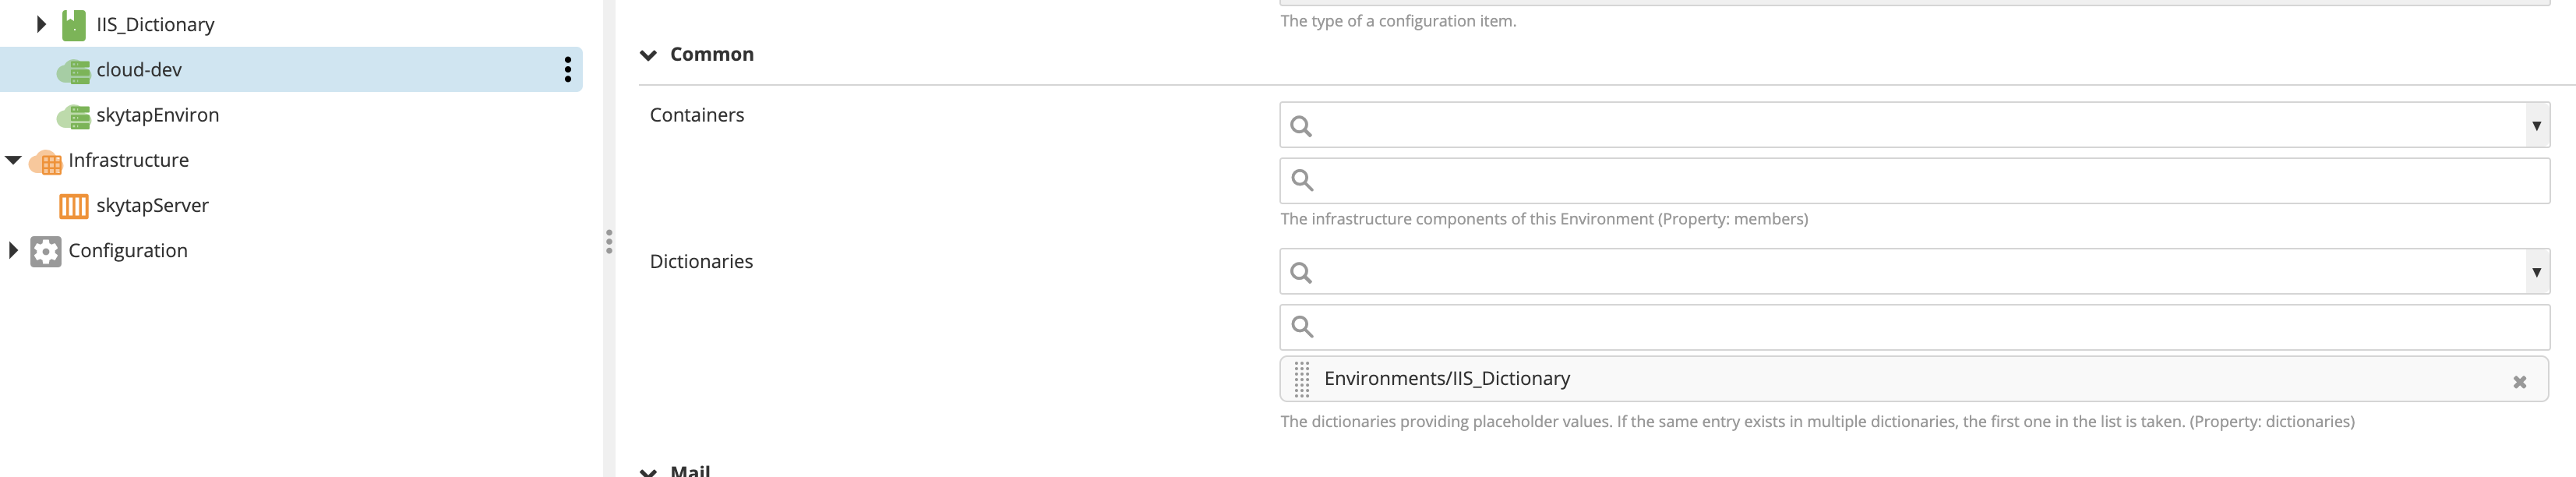 IIS_Dictionary
cloud-dev
skytapEnviron
Infrastructure
skytapServer
Configuration
The type of a configuration item.
Common
Containers
The infrastructure components of this Environment (Property: members)
Dictionaries
Environments/IIS_Dictionary
The dictionaries providing placeholder values. If the same entry exists in multiple dictionaries, the first one in the list is taken. (Property: dictionaries)
Mail